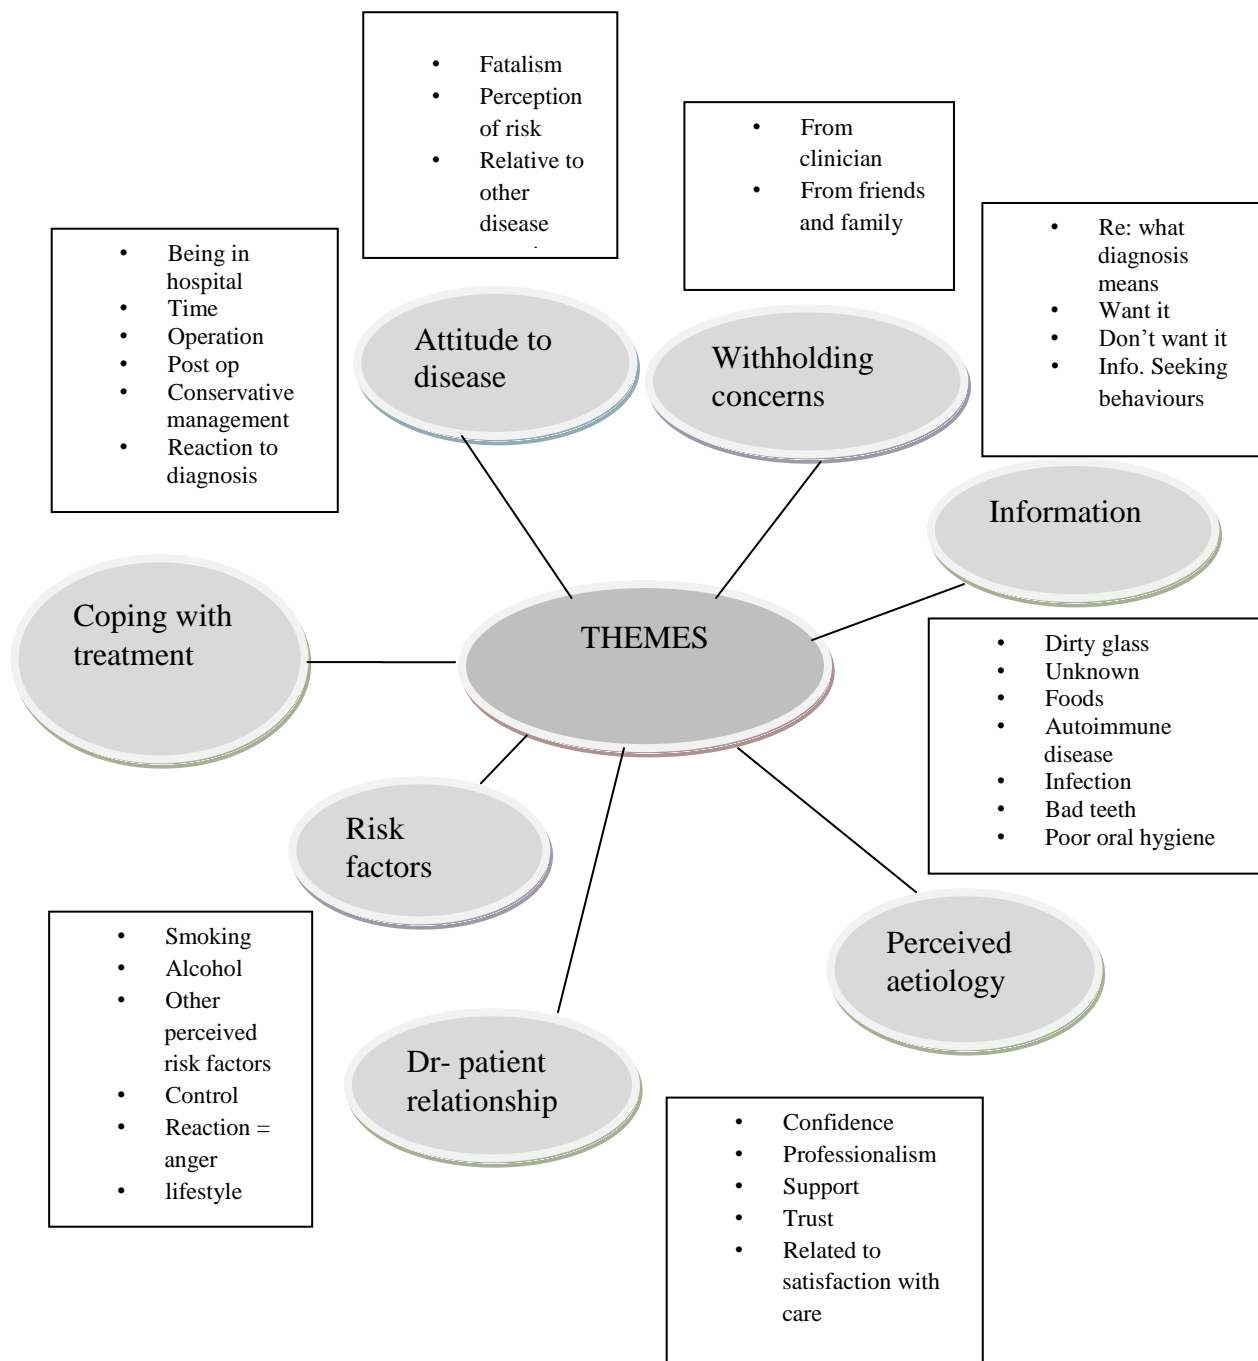 • Fatalism
• Perception
of risk
• Relative to
other
disease
• From
clinician
• From friends
and family
• Re: what
diagnosis
means
• Want it
• Don’t want it
• Info. Seeking
behaviours
• Being in
hospital
• Time
• Operation
• Post op
• Conservative
management
• Reaction to
diagnosis
Attitude to
disease
Withholding
concerns
Information
Coping with
treatment
THEMES
• Dirty glass
• Unknown
• Foods
• Autoimmune
disease
• Infection
• Bad teeth
• Poor oral hygiene
Risk
factors
Perceived
aetiology
• Smoking
• Alcohol
• Other
perceived
risk factors
• Control
• Reaction =
anger
• lifestyle
Dr- patient
relationship
• Confidence
• Professionalism
• Support
• Trust
• Related to
satisfaction with
care